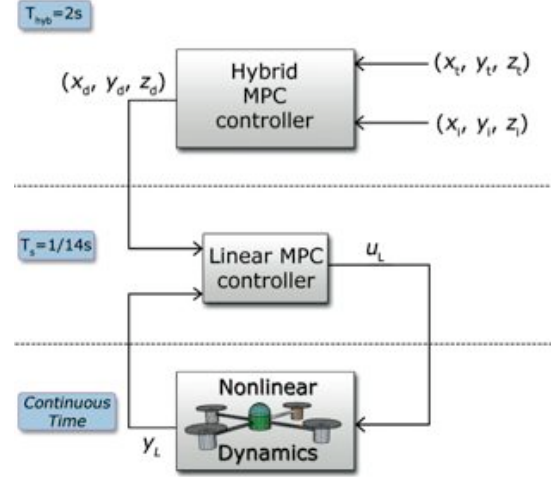 T_hyb=2s
Hybrid
MPC
controller
(x_t, y_t, z_t)
(x_i, y_i, z_i)
(x_d, y_d, z_d)
T_s=1/14s
Linear MPC
controller
u_L
Continuous
Time
Nonlinear
Dynamics
y_L